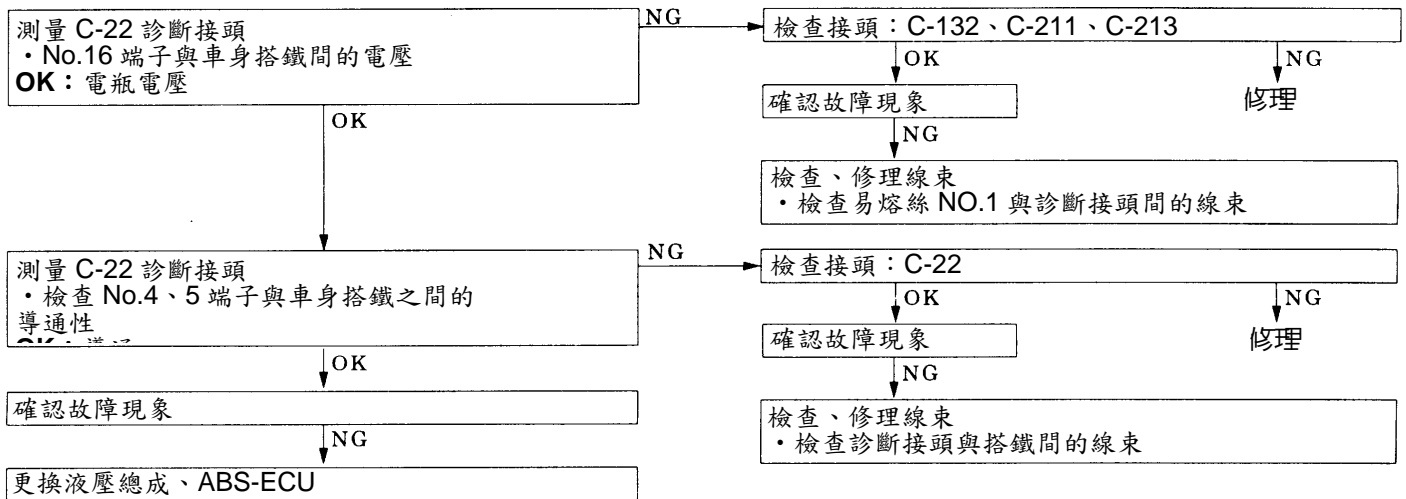 測量 C-22 診斷接頭
・No.16 端子與車身搭鐵間的電壓
OK：電瓶電壓
NG
檢查接頭：C-132、C-211、C-213
OK
NG
確認故障現象
修理
NG
檢查、修理線束
・檢查易熔絲 NO.1 與診斷接頭間的線束
OK
測量 C-22 診斷接頭
・檢查 No.4、5 端子與車身搭鐵之間的
導通性
OK：導通
NG
檢查接頭：C-22
OK
NG
確認故障現象
修理
NG
檢查、修理線束
・檢查診斷接頭與搭鐵間的線束
OK
確認故障現象
NG
更換液壓總成、ABS-ECU